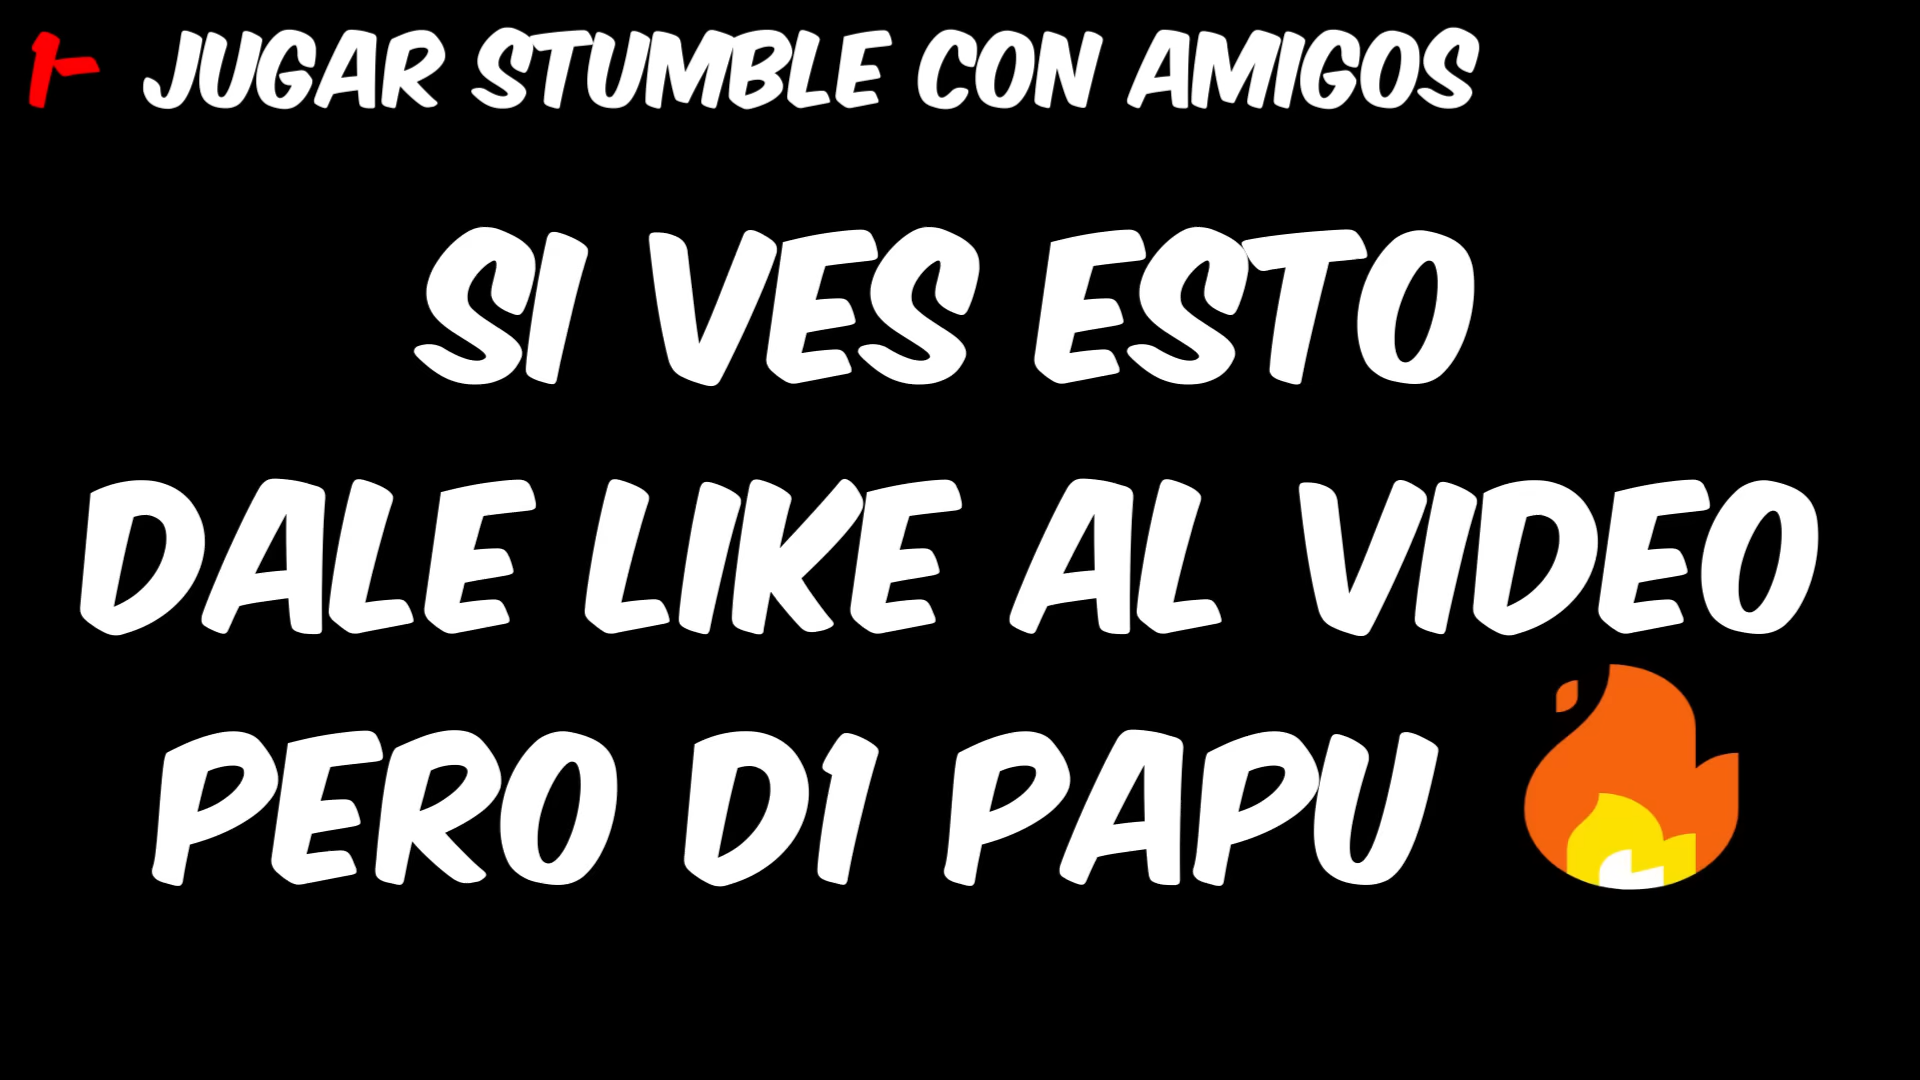 1- JUGAR STUMBLE CON AMIGOS
SI VES ESTO
DALE LIKE AL VIDEO
PERO D1 PAPU 🔥